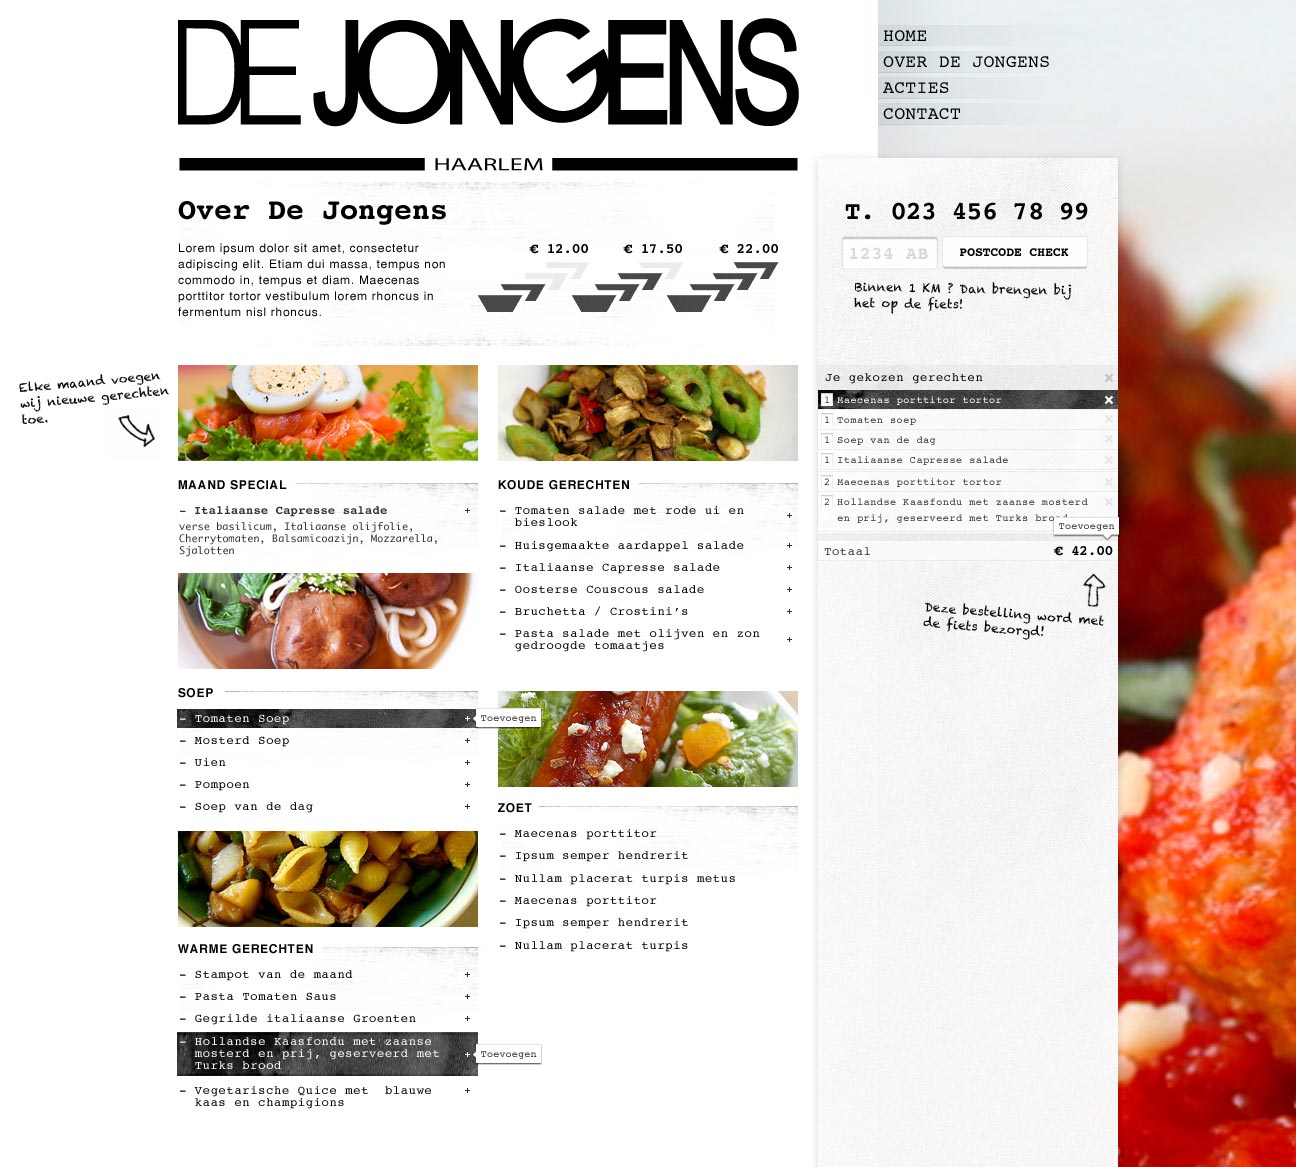 DE JONGENS
HAARLEM
HOME
OVER DE JONGENS
ACTIES
CONTACT
Over De Jongens
Lorem ipsum dolor sit amet, consectetur
adipiscing elit. Etiam dui massa, tempus non
commodo in, tempus et diam. Maecenas
porttitor tortor vestibulum lorem rhoncus in
fermentum nisl rhoncus.
€ 12.00 € 17.50 € 22.00
T. 023 456 78 99
1234 AB POSTCODE CHECK
Binnen 1 KM ? Dan brengen bij
het op de fiets!
Elke maand voegen
wij nieuwe gerechten
toe.
MAAND SPECIAL
- Italiaanse Capresse salade +
verse basilicum, Italiaanse olijfolie,
Cherrytomaten, Balsamicoazijn, Mozzarella,
Sjalotten
SOEP
- Tomaten Soep + Toevoegen
- Mosterd Soep +
- Uien +
- Pompoen +
- Soep van de dag +
WARME GERECHTEN
- Stampot van de maand +
- Pasta Tomaten Saus +
- Gegrilde italiaanse Groenten +
- Hollandse Kaasfondu met zaanse
mosterd en prij, geserveerd met + Toevoegen
Turks brood
- Vegetarische Quice met blauwe +
kaas en champigions
KOUDE GERECHTEN
- Tomaten salade met rode ui en +
bieslook
- Huisgemaakte aardappel salade +
- Italiaanse Capresse salade +
- Oosterse Couscous salade +
- Bruchetta / Crostini's +
- Pasta salade met olijven en zon +
gedroogde tomaatjes
ZOET
- Maecenas porttitor
- Ipsum semper hendrerit
- Nullam placerat turpis metus
- Maecenas porttitor
- Ipsum semper hendrerit
- Nullam placerat turpis
Je gekozen gerechten ×
1 Maecenas porttitor tortor ×
1 Tomaten soep ×
1 Soep van de dag ×
1 Italiaanse Capresse salade ×
2 Maecenas porttitor tortor ×
2 Hollandse Kaasfondu met zaanse mosterd ×
en prij, geserveerd met Turks
Toevoegen
Totaal € 42.00
Deze bestelling word met
de fiets bezorgd!